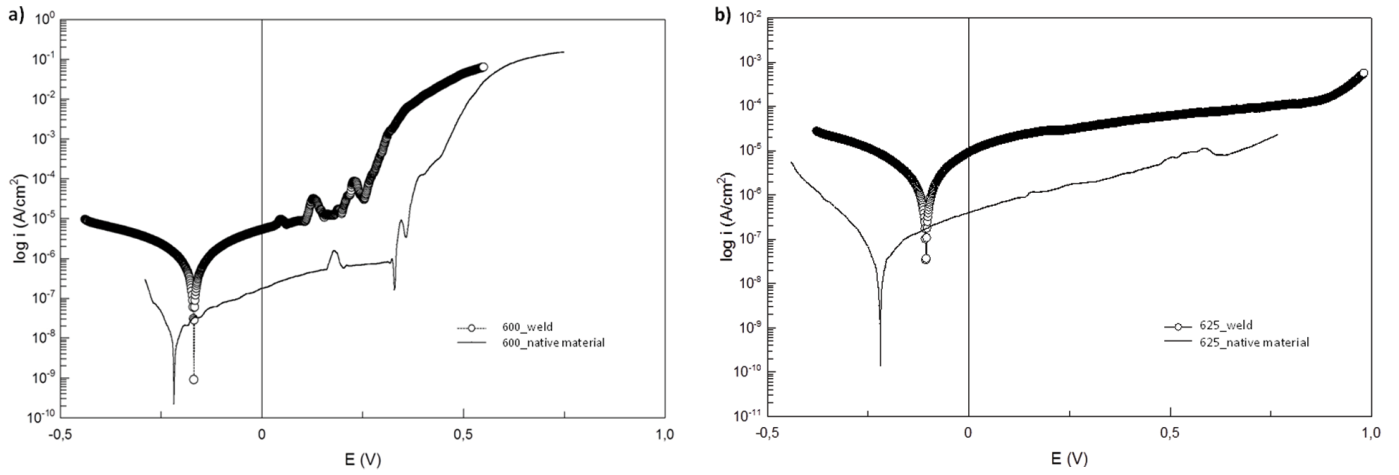 a)
10⁰
10⁻¹
10⁻²
10⁻³
10⁻⁴
10⁻⁵
10⁻⁶
10⁻⁷
10⁻⁸
10⁻⁹
10⁻¹⁰
log i (A/cm²)
600_weld
600_native material
-0,5
0
0,5
1,0
E (V)
b)
10⁻²
10⁻³
10⁻⁴
10⁻⁵
10⁻⁶
10⁻⁷
10⁻⁸
10⁻⁹
10⁻¹⁰
10⁻¹¹
log i (A/cm²)
625_weld
625_native material
-0,5
0
0,5
1,0
E (V)